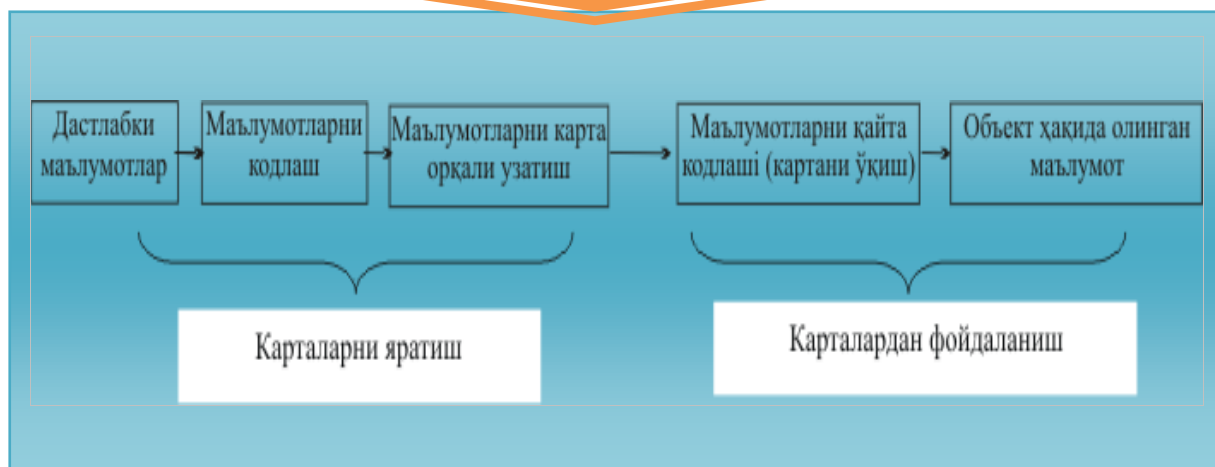 Дастлабки
маълумотлар
Маълумотларни
кодлаш
Маълумотларни карта
орқали узатиш
Маълумотларни қайта
кодлаші (картани ўқиш)
Объект ҳақида олинган
маълумот
Карталарни яратиш
Карталардан фойдаланиш